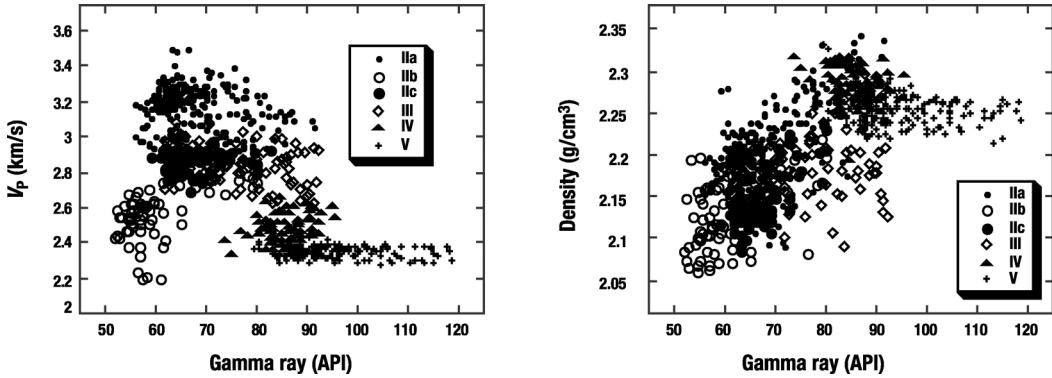 3.6
3.4
3.2
3
2.8
2.6
2.4
2.2
2
V_P (km/s)
50 60 70 80 90 100 110 120
Gamma ray (API)
IIa
IIb
IIc
III
IV
V
2.35
2.3
2.25
2.2
2.15
2.1
2.05
Density (g/cm³)
50 60 70 80 90 100 110 120
Gamma ray (API)
IIa
IIb
IIc
III
IV
V